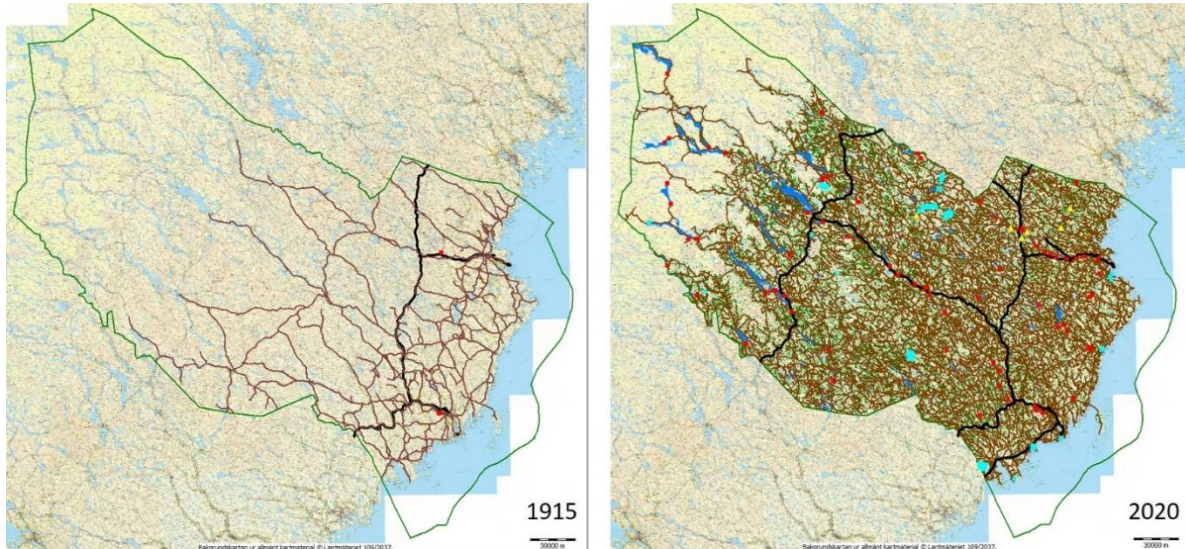 1915
30000 m
Bakgrundskartan ur allmänt kartmaterial © Lantmäteriet 109/2037.
2020
30000 m
Bakgrundskartan ur allmänt kartmaterial © Lantmäteriet 109/2037.